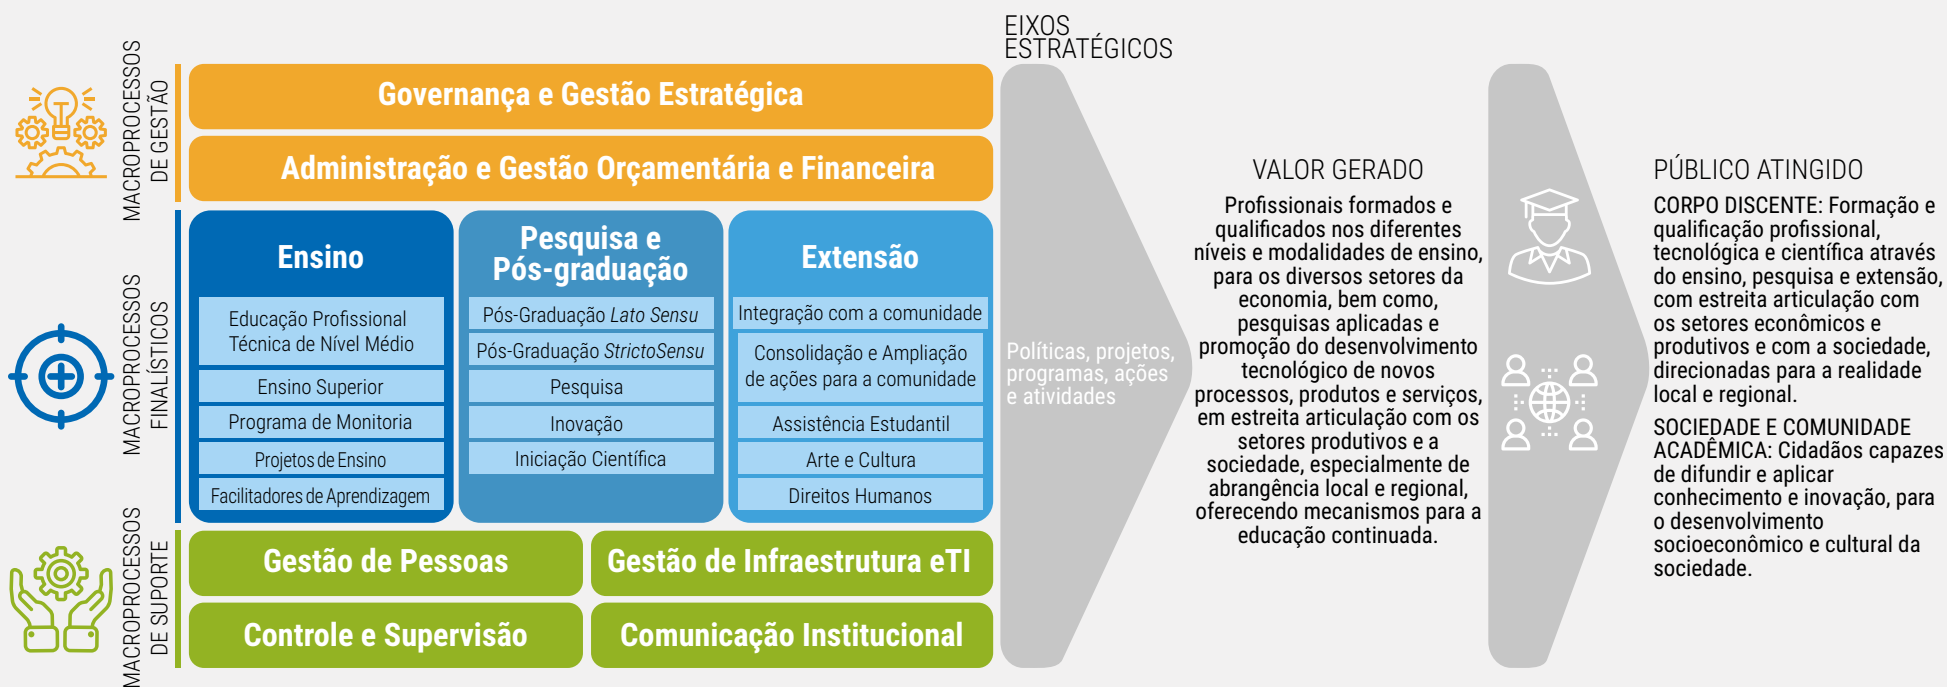 MACROPROCESSOS
DE GESTÃO
Governança e Gestão Estratégica
Administração e Gestão Orçamentária e Financeira
MACROPROCESSOS
FINALÍSTICOS
Ensino
Educação Profissional
Técnica de Nível Médio
Ensino Superior
Programa de Monitoria
Projetos de Ensino
Facilitadores de Aprendizagem
Pesquisa e
Pós-graduação
Pós-Graduação Lato Sensu
Pós-Graduação StrictoSensu
Pesquisa
Inovação
Iniciação Científica
Extensão
Integração com a comunidade
Consolidação e Ampliação
de ações para a comunidade
Assistência Estudantil
Arte e Cultura
Direitos Humanos
MACROPROCESSOS
DE SUPORTE
Gestão de Pessoas
Gestão de Infraestrutura eTI
Controle e Supervisão
Comunicação Institucional
EIXOS
ESTRATÉGICOS
Políticas, projetos,
programas, ações
e atividades
VALOR GERADO
Profissionais formados e
qualificados nos diferentes
níveis e modalidades de ensino,
para os diversos setores da
economia, bem como,
pesquisas aplicadas e
promoção do desenvolvimento
tecnológico de novos
processos, produtos e serviços,
em estreita articulação com os
setores produtivos e a
sociedade, especialmente de
abrangência local e regional,
oferecendo mecanismos para a
educação continuada.
PÚBLICO ATINGIDO
CORPO DISCENTE: Formação e
qualificação profissional,
tecnológica e científica através
do ensino, pesquisa e extensão,
com estreita articulação com
os setores econômicos e
produtivos e com a sociedade,
direcionadas para a realidade
local e regional.
SOCIEDADE E COMUNIDADE
ACADÊMICA: Cidadãos capazes
de difundir e aplicar
conhecimento e inovação, para
o desenvolvimento
socioeconômico e cultural da
sociedade.